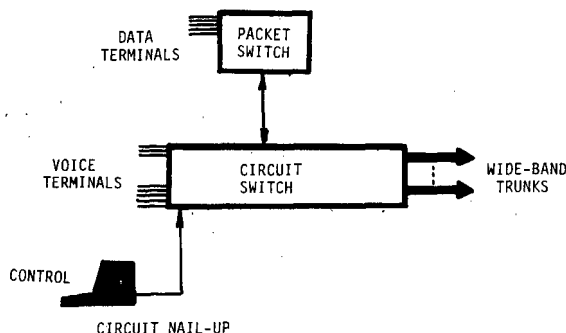 DATA
TERMINALS
PACKET
SWITCH
VOICE
TERMINALS
CIRCUIT
SWITCH
WIDE-BAND
TRUNKS
CONTROL
CIRCUIT NAIL-UP